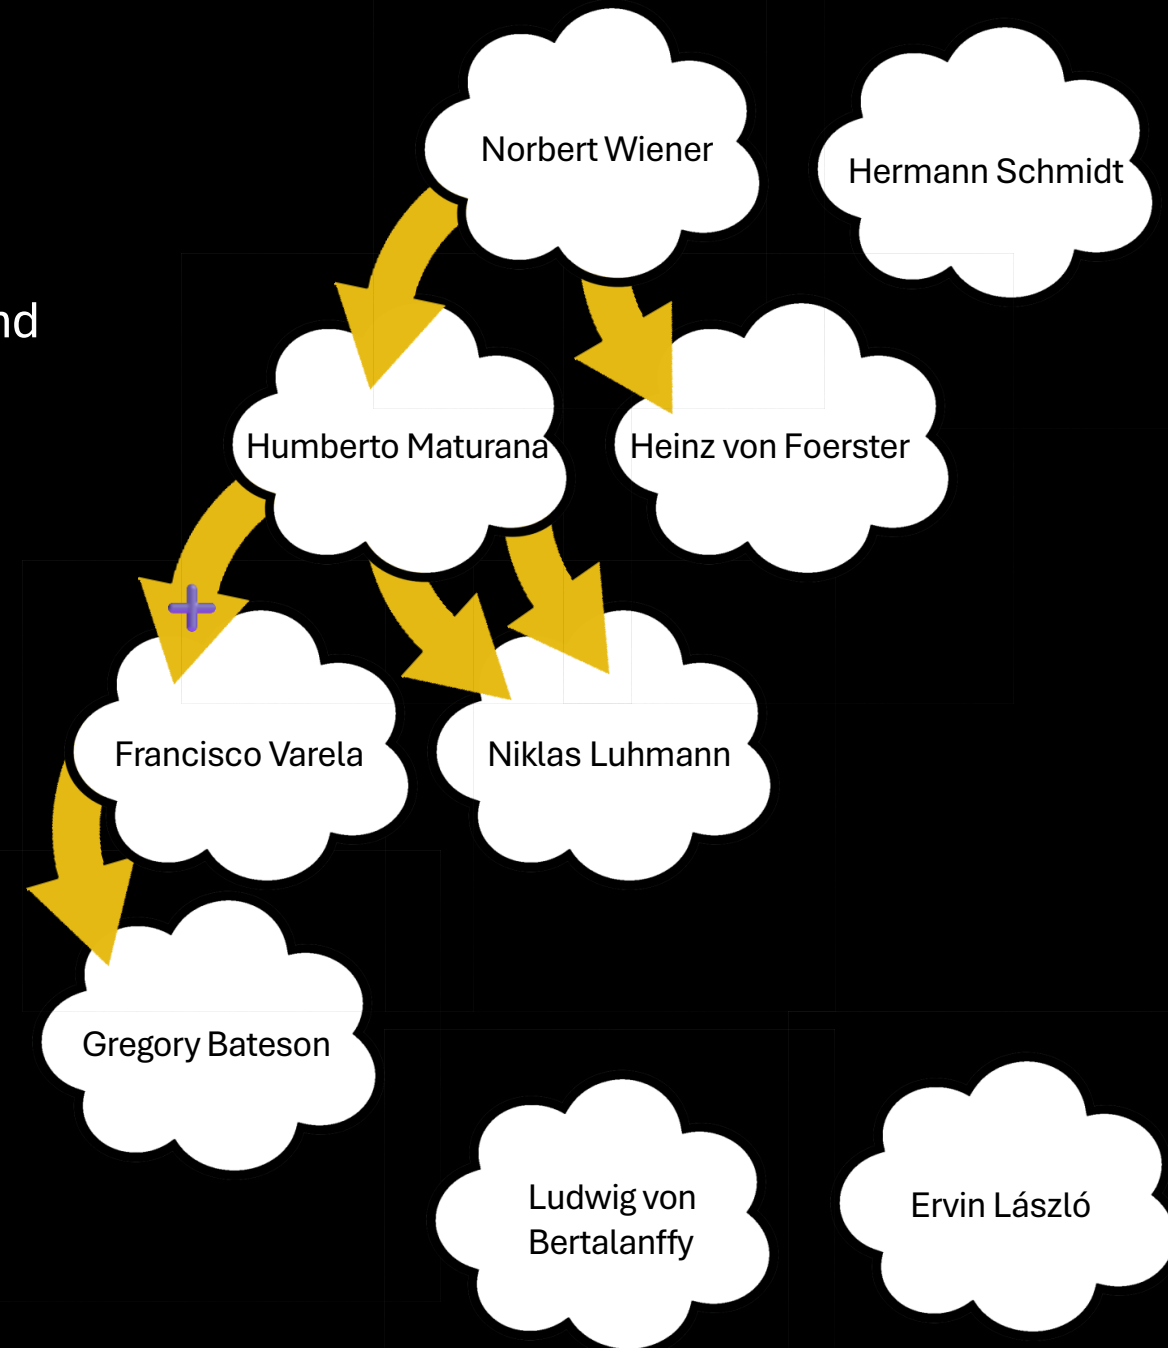 Norbert Wiener
Hermann Schmidt
nd
Humberto Maturana
Heinz von Foerster
Francisco Varela
Niklas Luhmann
Gregory Bateson
Ludwig von
Bertalanffy
Ervin László